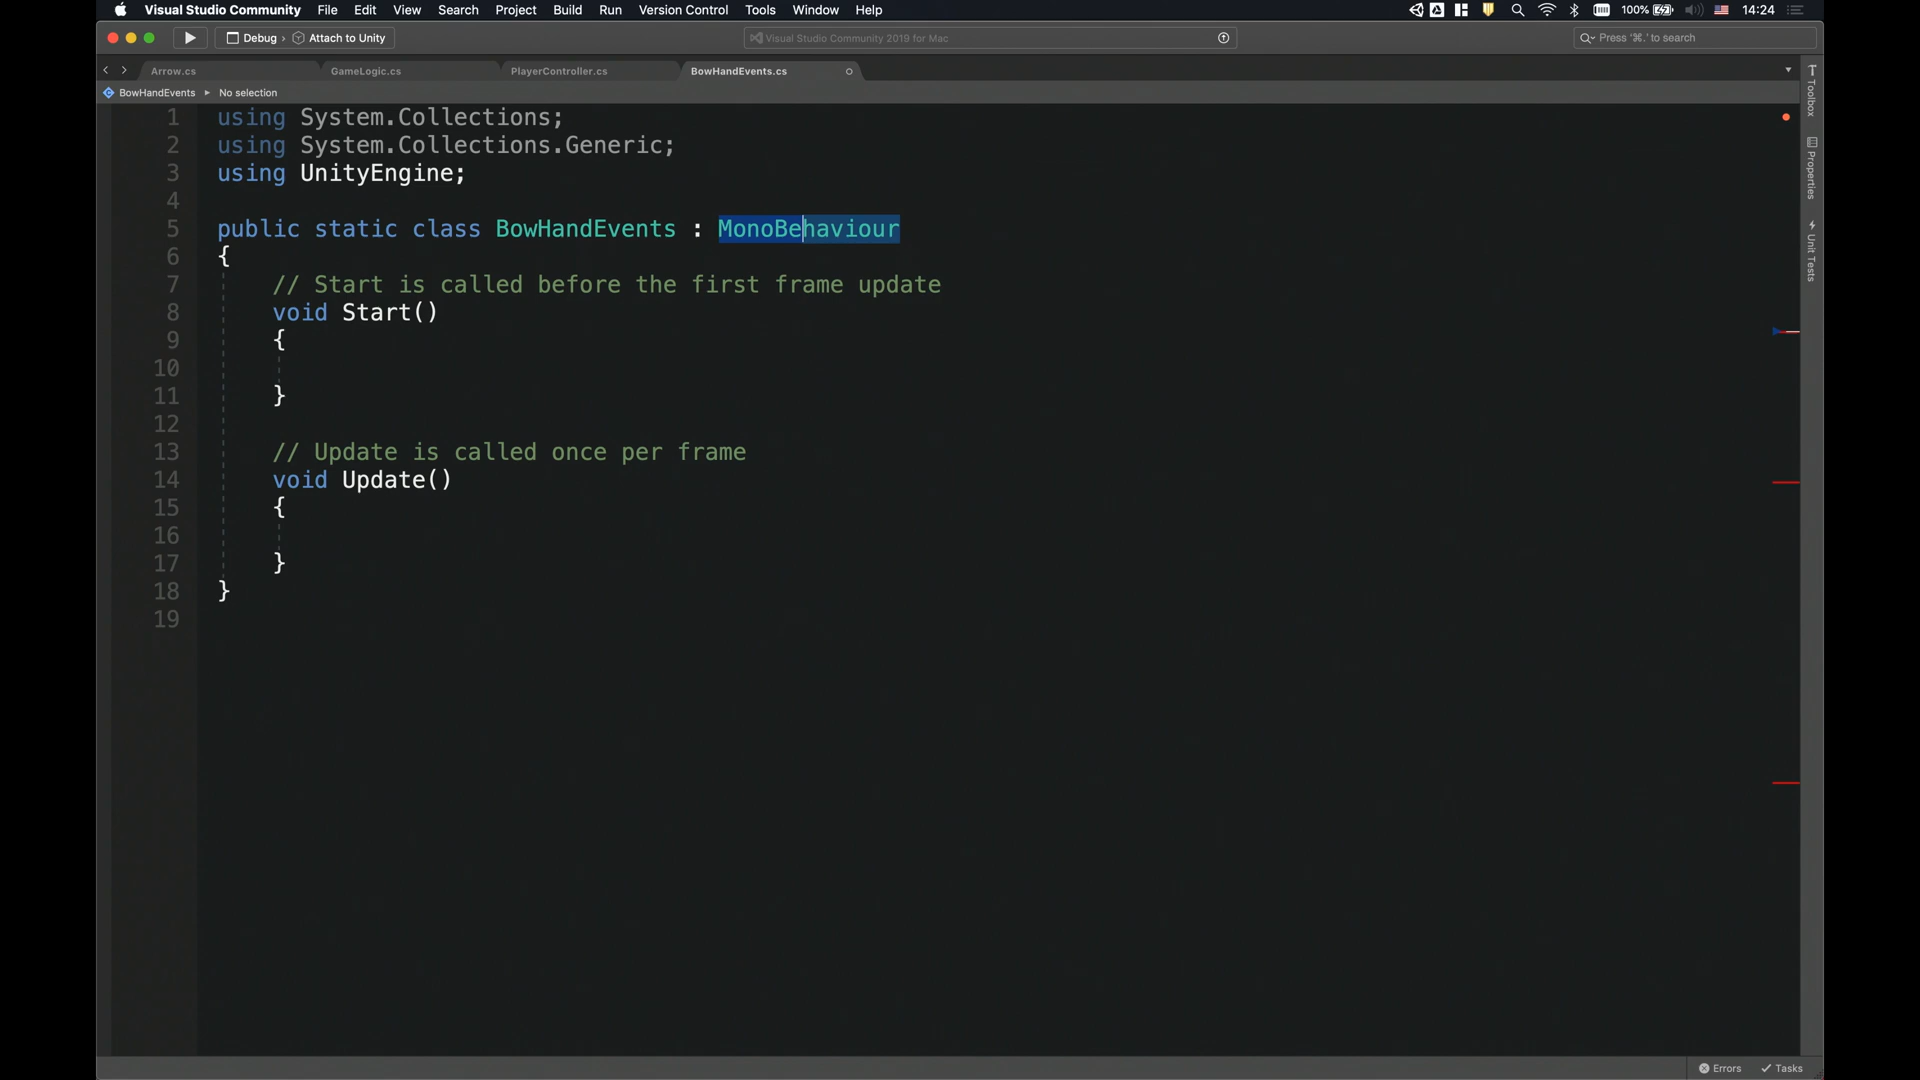 Visual Studio Community File Edit View Search Project Build Run Version Control Tools Window Help 100% 14:24
Debug › Attach to Unity Visual Studio Community 2019 for Mac Press '⌘.' to search
Arrow.cs GameLogic.cs PlayerController.cs BowHandEvents.cs
BowHandEvents ▸ No selection
1 using System.Collections;
2 using System.Collections.Generic;
3 using UnityEngine;
4
5 public static class BowHandEvents : MonoBehaviour
6 {
7 // Start is called before the first frame update
8 void Start()
9 {
10
11 }
12
13 // Update is called once per frame
14 void Update()
15 {
16
17 }
18 }
19
Toolbox
Properties
Unit Tests
Errors Tasks